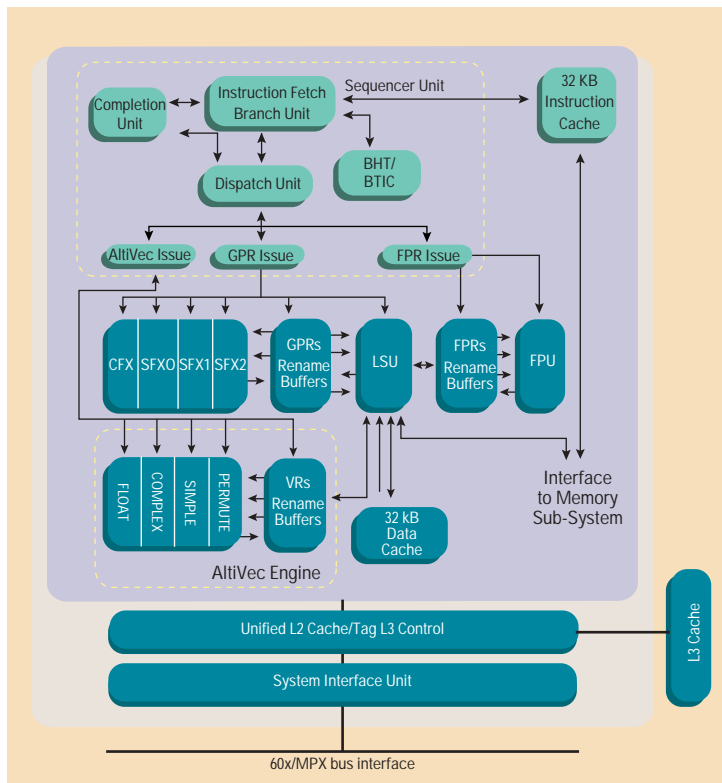 Sequencer Unit
Completion
Unit
Instruction Fetch
Branch Unit
32 KB
Instruction
Cache
BHT/
BTIC
Dispatch Unit
AltiVec Issue
GPR Issue
FPR Issue
CFX
SFX0
SFX1
SFX2
GPRs
Rename
Buffers
LSU
FPRs
Rename
Buffers
FPU
FLOAT
COMPLEX
SIMPLE
PERMUTE
VRs
Rename
Buffers
32 kB
Data
Cache
Interface
to Memory
Sub-System
AltiVec Engine
Unified L2 Cache/Tag L3 Control
L3 Cache
System Interface Unit
60x/MPX bus interface